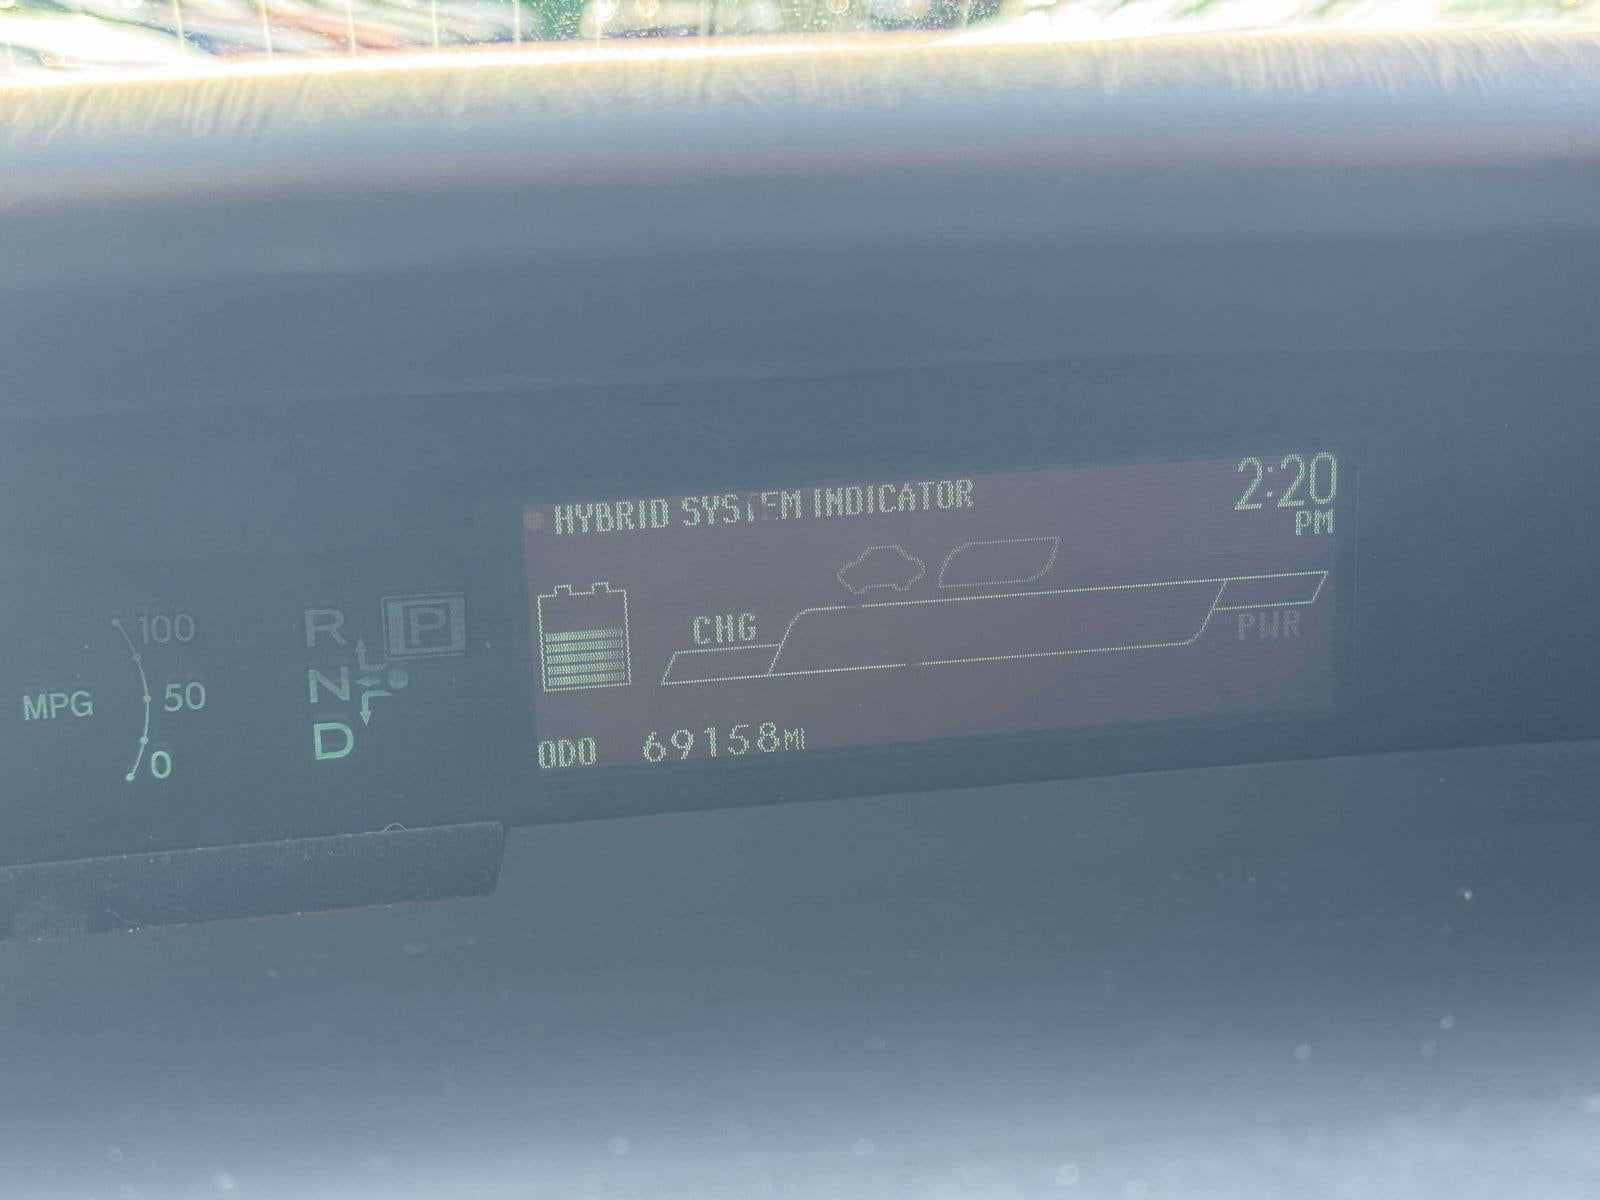 HYBRID SYSTEM INDICATOR
2:20
PM
CHG
PWR
ODO 69158MI
MPG
100
50
0
R
P
N
D